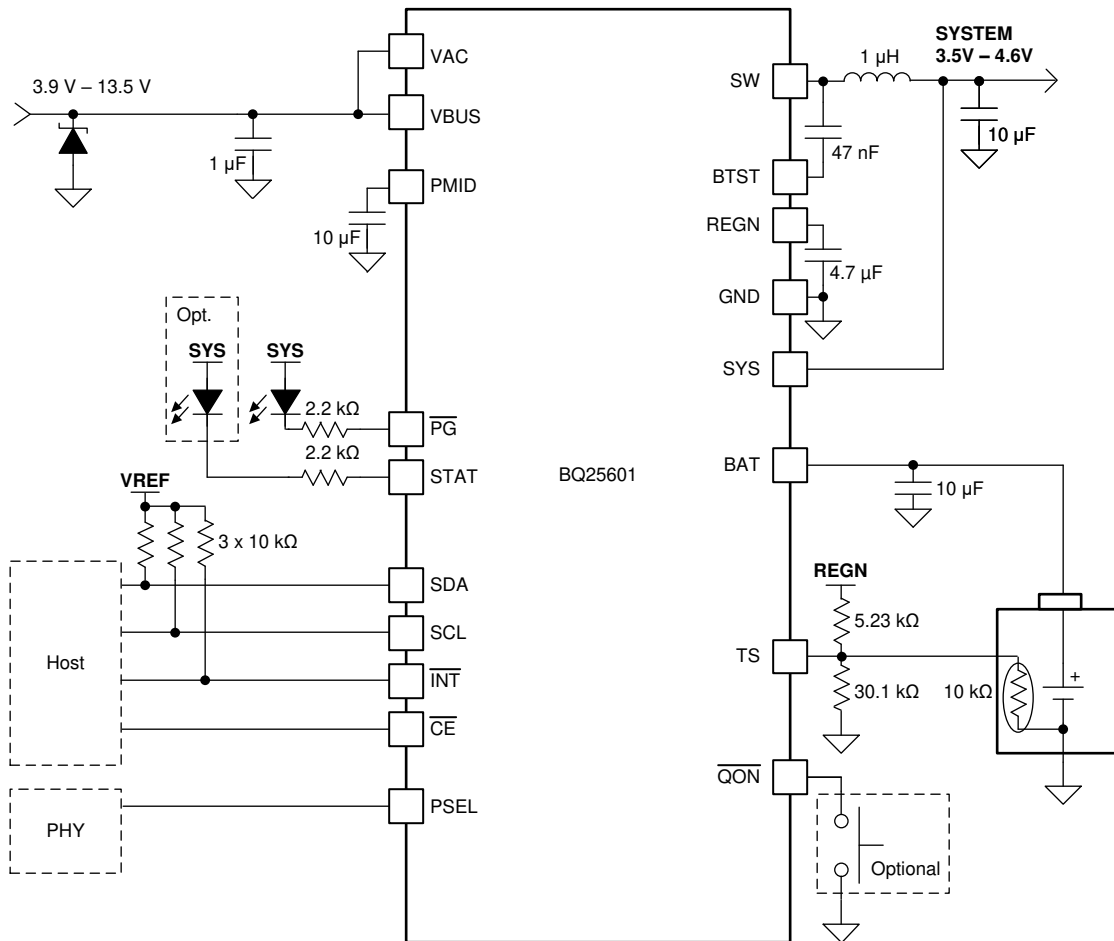 VAC
3.9 V – 13.5 V
VBUS
1 µF
PMID
10 µF
Opt.
SYS
SYS
2.2 kΩ
PG
2.2 kΩ
STAT
VREF
3 x 10 kΩ
SDA
SCL
Host
INT
CE
PSEL
PHY
BQ25601
SYSTEM
3.5V – 4.6V
1 µH
SW
10 µF
47 nF
BTST
REGN
4.7 µF
GND
SYS
BAT
10 µF
REGN
5.23 kΩ
TS
30.1 kΩ
10 kΩ
+
QON
Optional